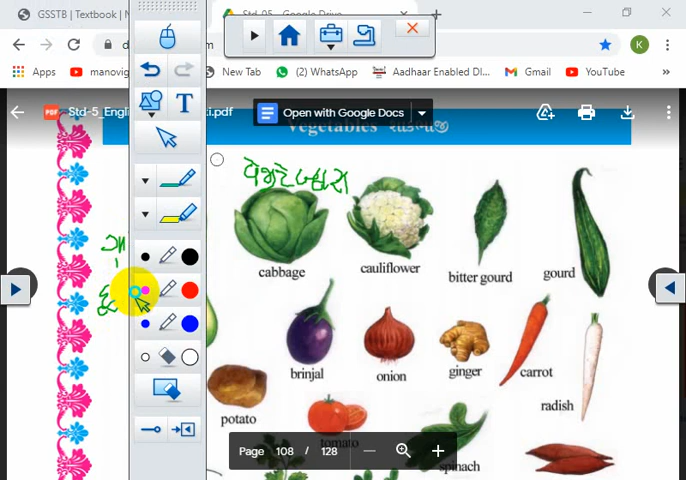 GSSTB | Textbook | N
Std-05 - Google Drive
Apps
manovig
New Tab
(2) WhatsApp
Aadhaar Enabled DI...
Gmail
YouTube
K
PDF
Std-5_Engli
i.pdf
Open with Google Docs
T
Vegetables શાકભાજી
cabbage
cauliflower
bitter gourd
gourd
brinjal
onion
ginger
carrot
radish
potato
tomato
spinach
Page 108 / 128